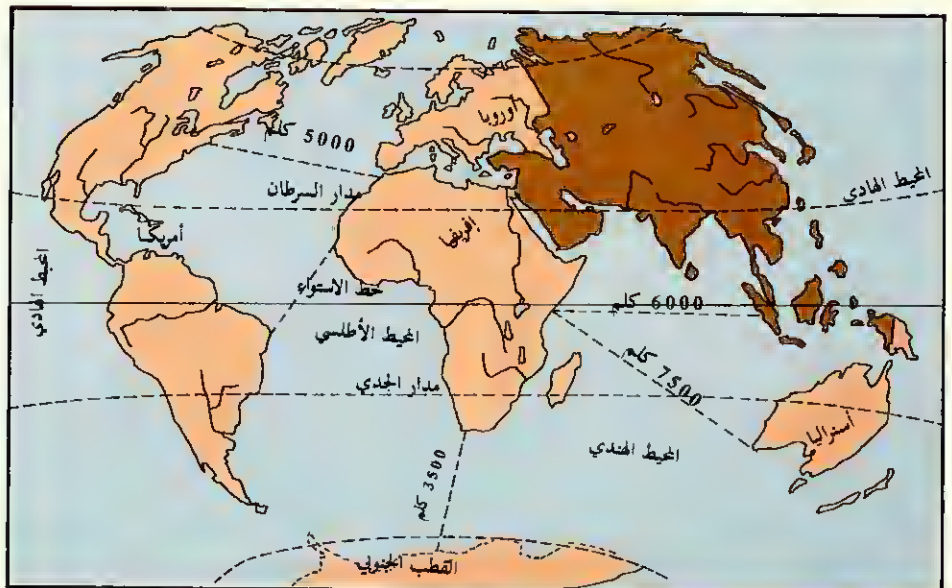 أوروبا
5000 كلم
المحيط الهادي
مدار السرطان
إفريقيا
أمريكا
المحيط الهادي
خط الاستواء
6000 كلم
المحيط الأطلسي
7500 كلم
مدار الجدي
أستراليا
المحيط الهندي
3500 كلم
القطب الجنوبي